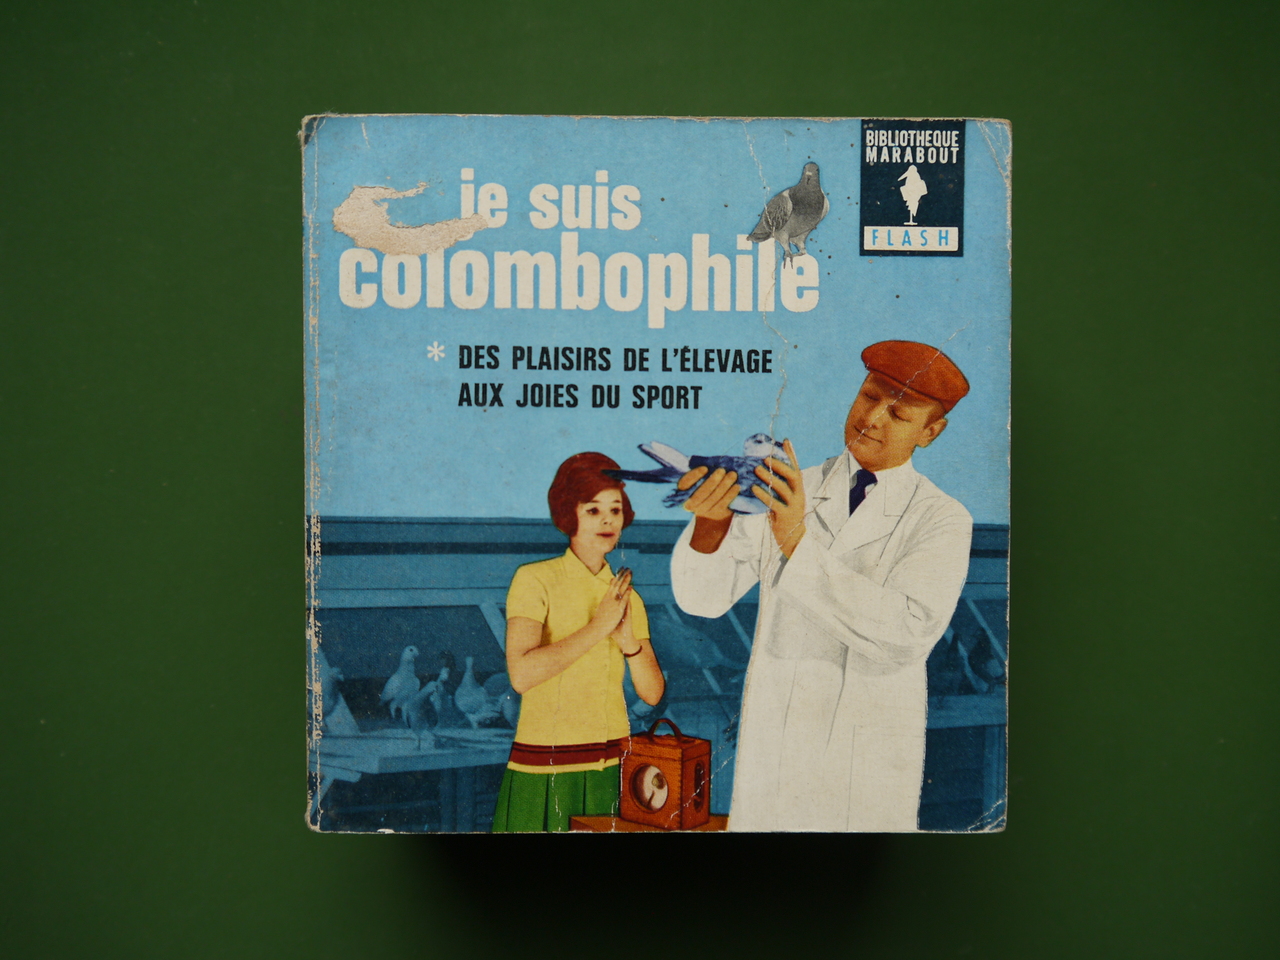 je suis
colombophile
* DES PLAISIRS DE L'ÉLEVAGE
AUX JOIES DU SPORT
BIBLIOTHEQUE
MARABOUT
FLASH